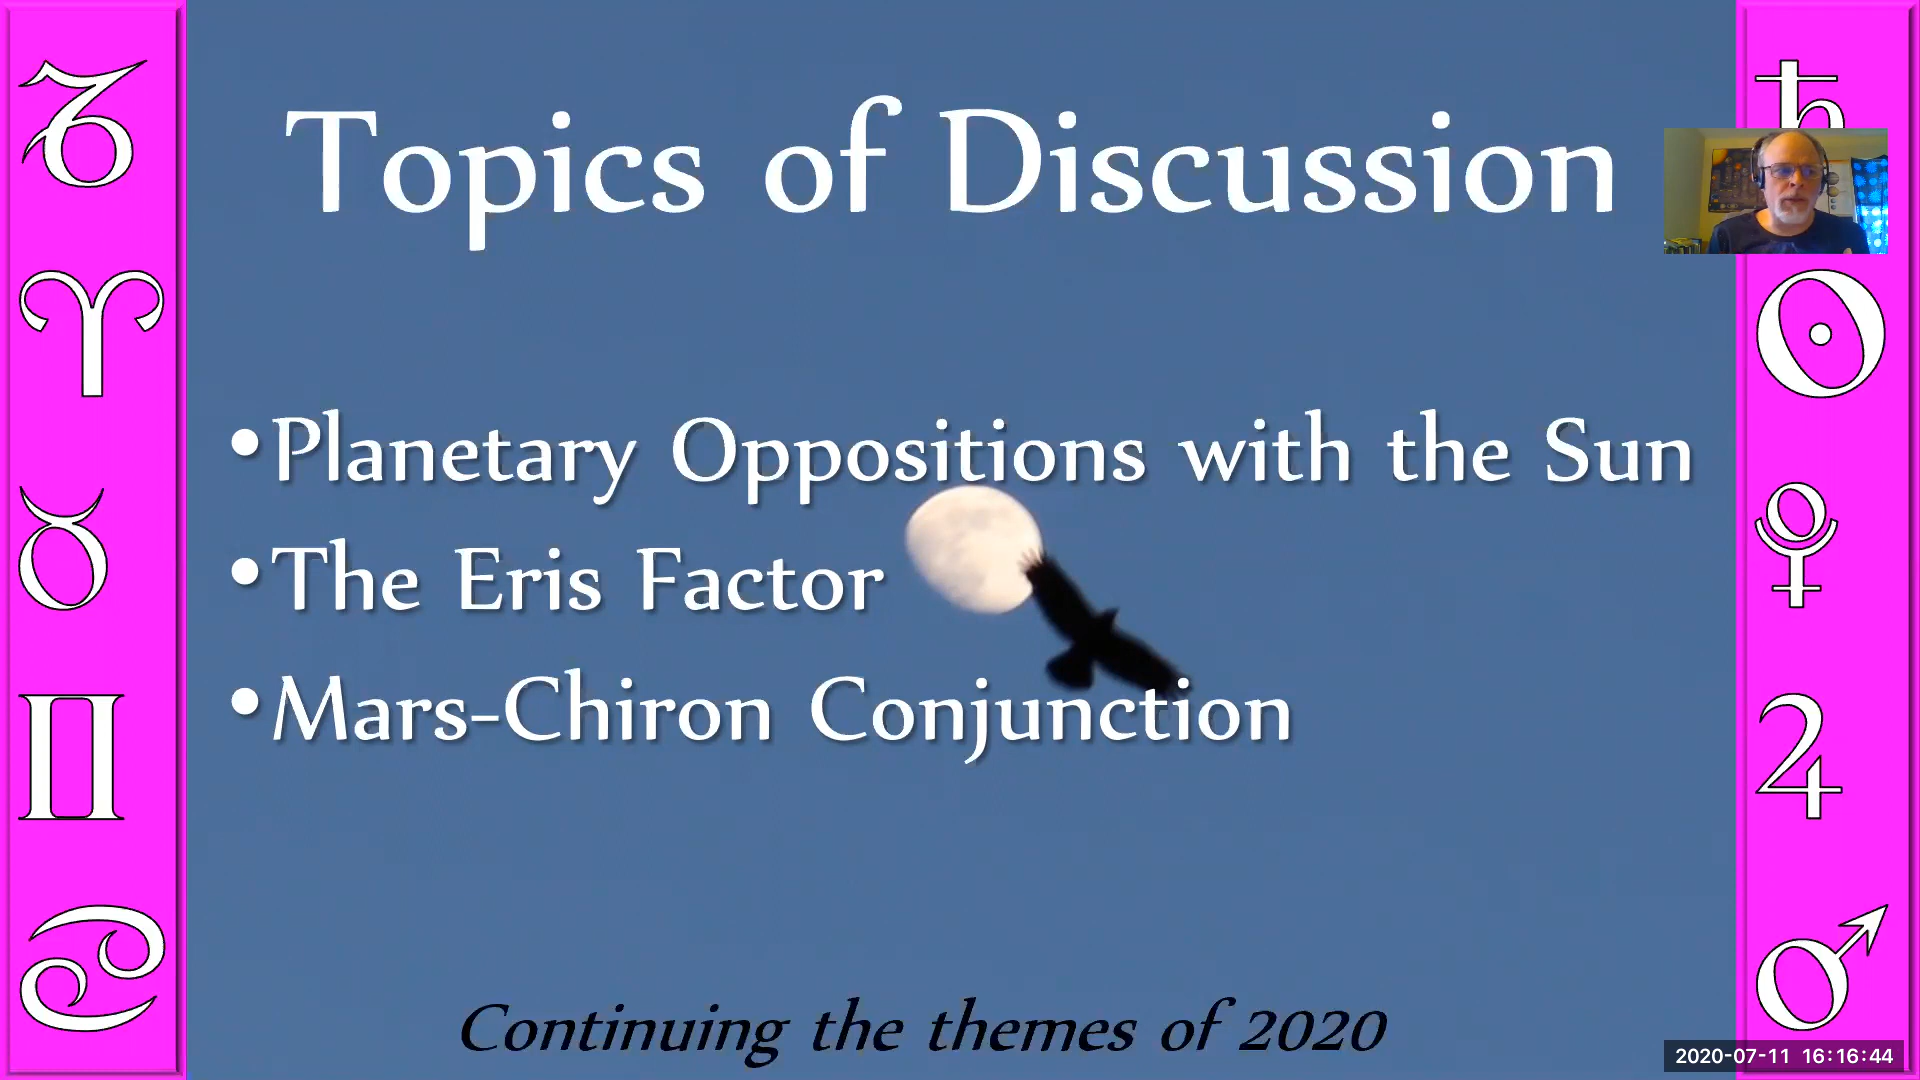 Topics of Discussion
•Planetary Oppositions with the Sun
•The Eris Factor
•Mars-Chiron Conjunction
Continuing the themes of 2020
2020-07-11 16:16:44